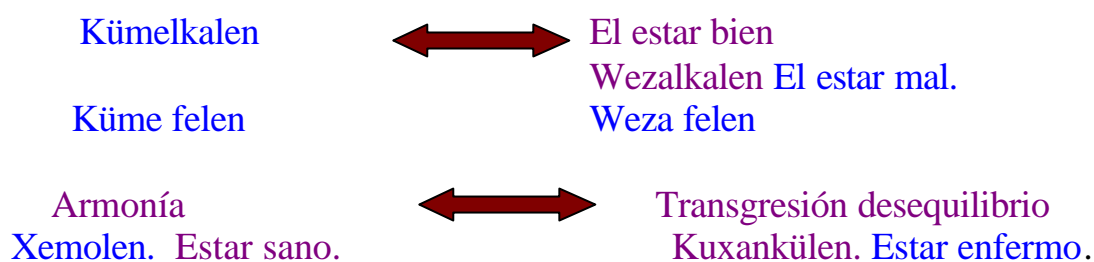 Kümelkalen El estar bien
Wezalkalen El estar mal.
Küme felen Weza felen
Armonía Transgresión desequilibrio
Xemolen. Estar sano. Kuxankülen. Estar enfermo.